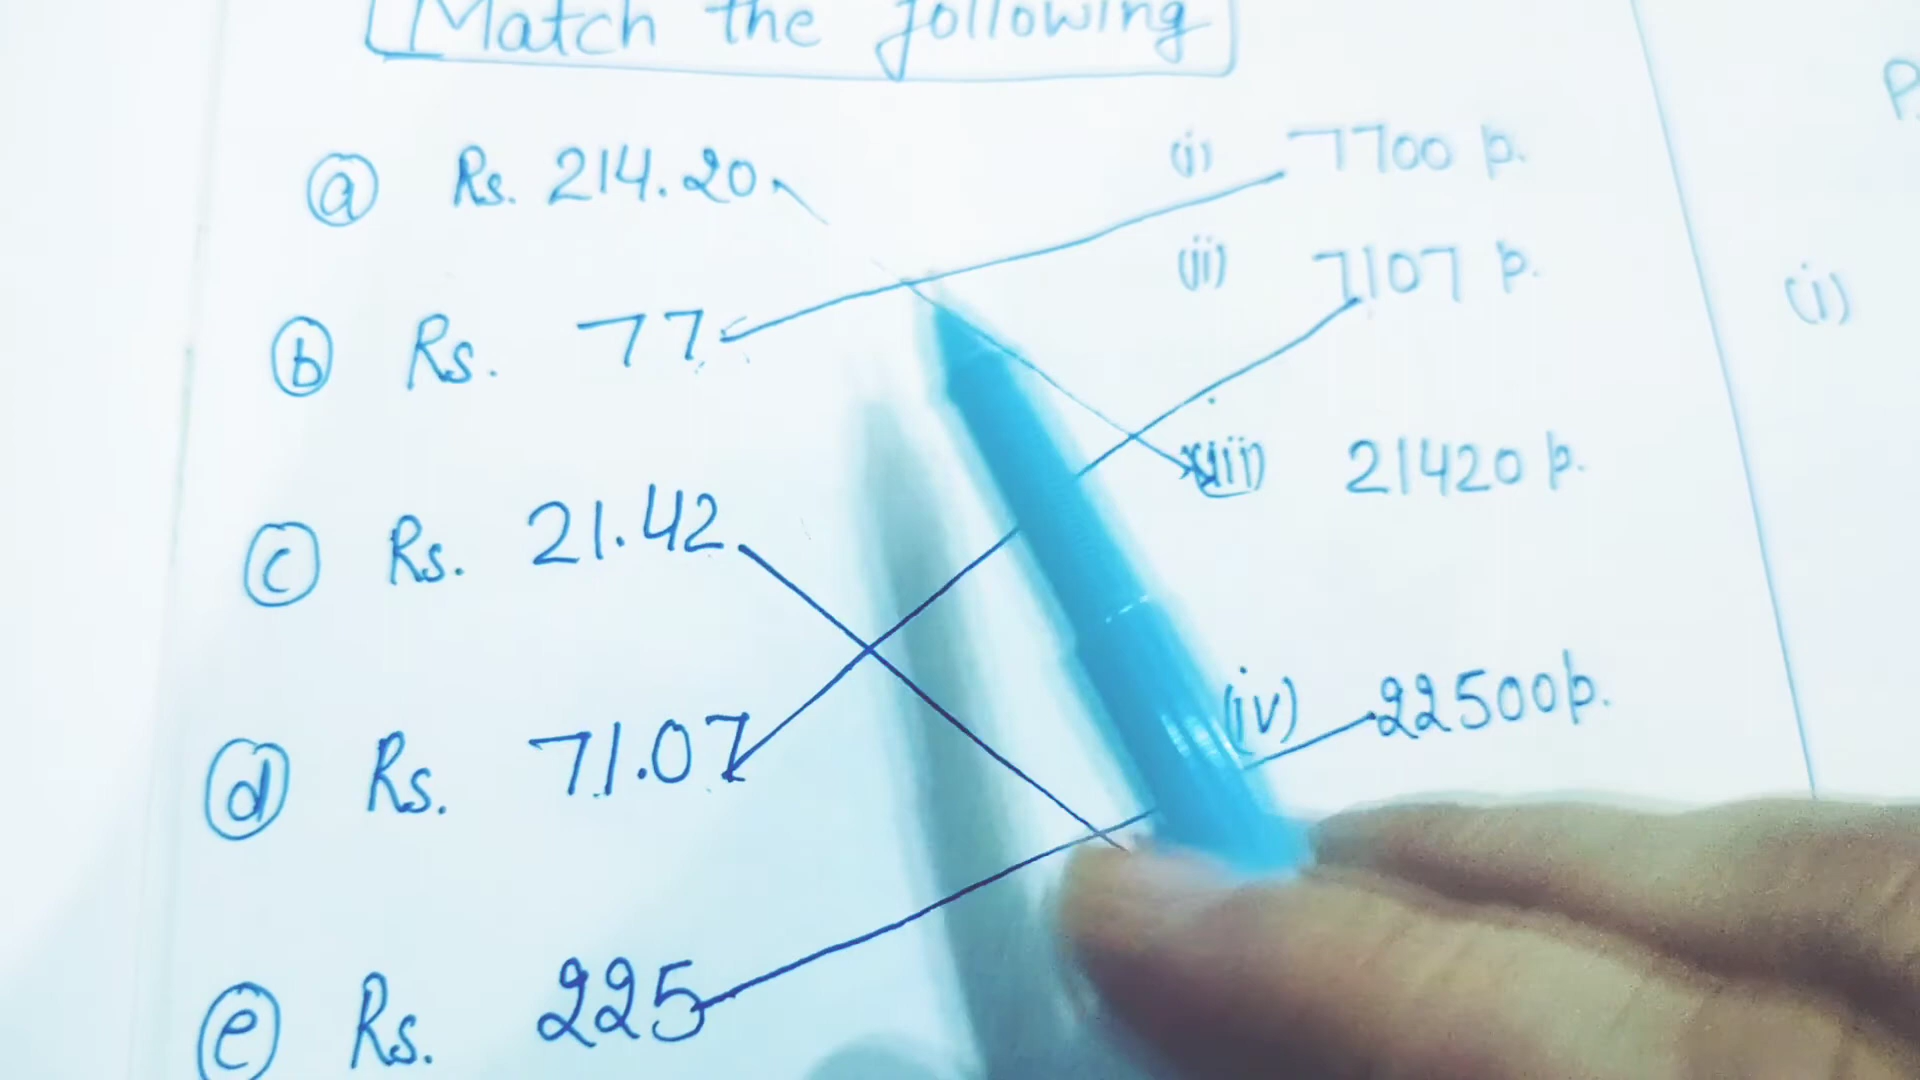 Match the following
(a) Rs. 214.20 (i) 7700 p.
(b) Rs. 77 (ii) 7107 p.
(c) Rs. 21.42 (iii) 21420 p.
(d) Rs. 71.07 (iv) 22500 p.
(e) Rs. 225
P
(i)